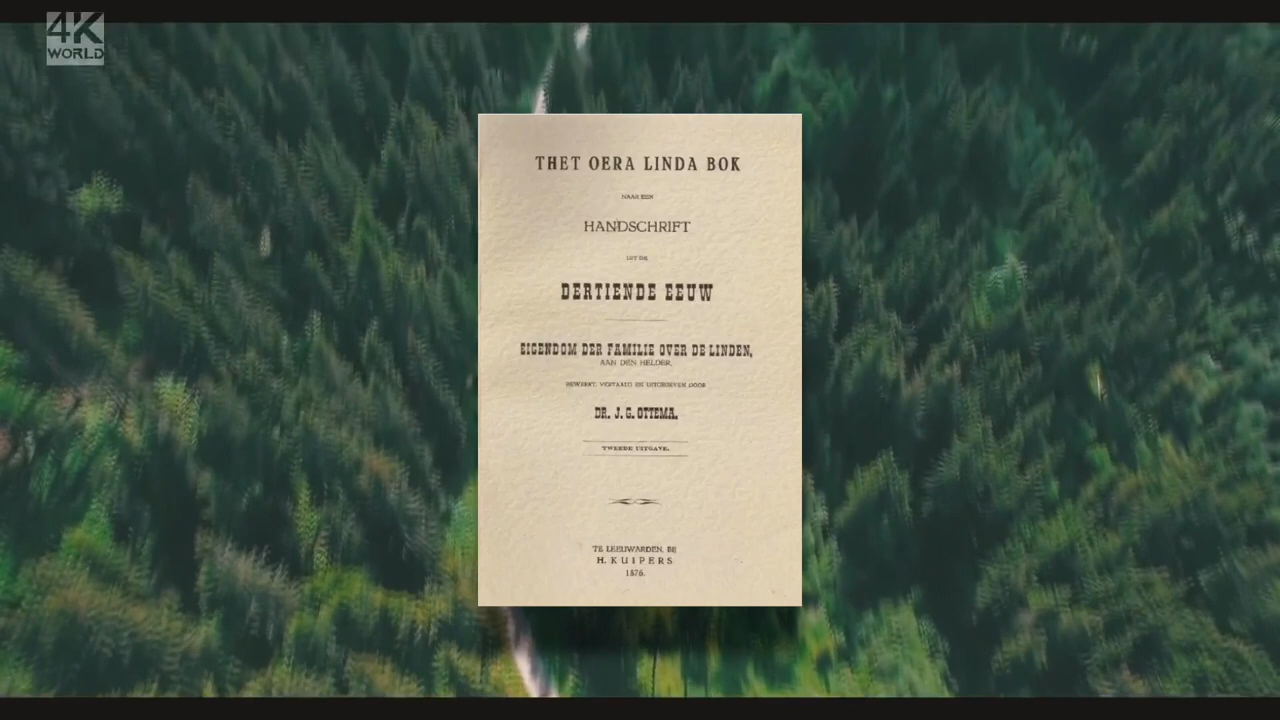 4K
WORLD
THET OERA LINDA BOK
NAAR EEN
HANDSCHRIFT
UIT DE
DERTIENDE EEUW
EIGENDOM DER FAMILIE OVER DE LINDEN,
AAN DEN HELDER,
BEWERKT, VERTAALD EN UITGEGEVEN DOOR
DR. J. G. OTTEMA.
TWEEDE UITGAVE.
TE LEEUWARDEN, BIJ
H. KUIPERS
1876.